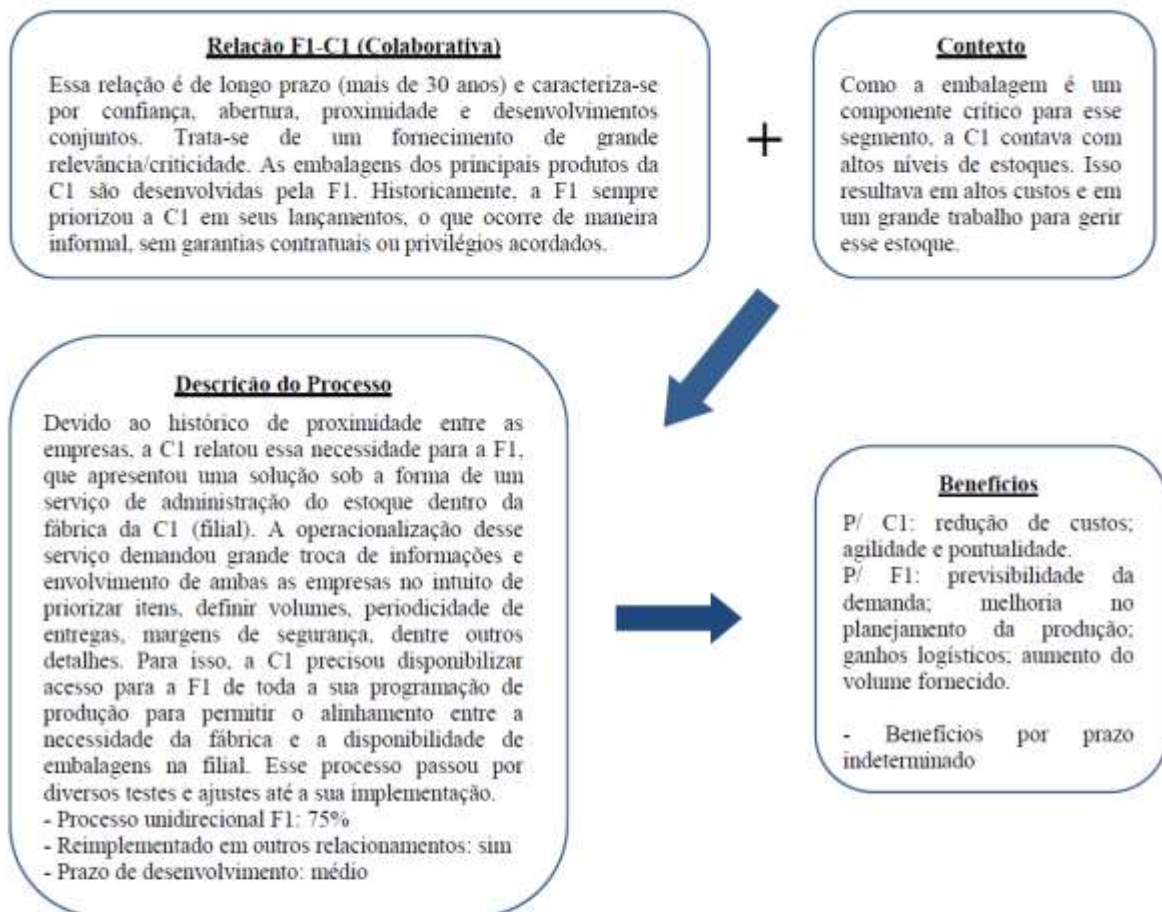 Relação F1-C1 (Colaborativa)
Essa relação é de longo prazo (mais de 30 anos) e caracteriza-se
por confiança, abertura, proximidade e desenvolvimentos
conjuntos. Trata-se de um fornecimento de grande
relevância/criticidade. As embalagens dos principais produtos da
C1 são desenvolvidas pela F1. Historicamente, a F1 sempre
priorizou a C1 em seus lançamentos, o que ocorre de maneira
informal, sem garantias contratuais ou privilégios acordados.
+
Contexto
Como a embalagem é um
componente crítico para esse
segmento, a C1 contava com
altos níveis de estoques. Isso
resultava em altos custos e em
um grande trabalho para gerir
esse estoque.
Descrição do Processo
Devido ao histórico de proximidade entre as
empresas, a C1 relatou essa necessidade para a F1,
que apresentou uma solução sob a forma de um
serviço de administração do estoque dentro da
fábrica da C1 (filial). A operacionalização desse
serviço demandou grande troca de informações e
envolvimento de ambas as empresas no intuito de
priorizar itens, definir volumes, periodicidade de
entregas, margens de segurança, dentre outros
detalhes. Para isso, a C1 precisou disponibilizar
acesso para a F1 de toda a sua programação de
produção para permitir o alinhamento entre a
necessidade da fábrica e a disponibilidade de
embalagens na filial. Esse processo passou por
diversos testes e ajustes até a sua implementação.
- Processo unidirecional F1: 75%
- Reimplementado em outros relacionamentos: sim
- Prazo de desenvolvimento: médio
Benefícios
P/ C1: redução de custos;
agilidade e pontualidade.
P/ F1: previsibilidade da
demanda; melhoria no
planejamento da produção;
ganhos logísticos; aumento do
volume fornecido.
- Benefícios por prazo
indeterminado